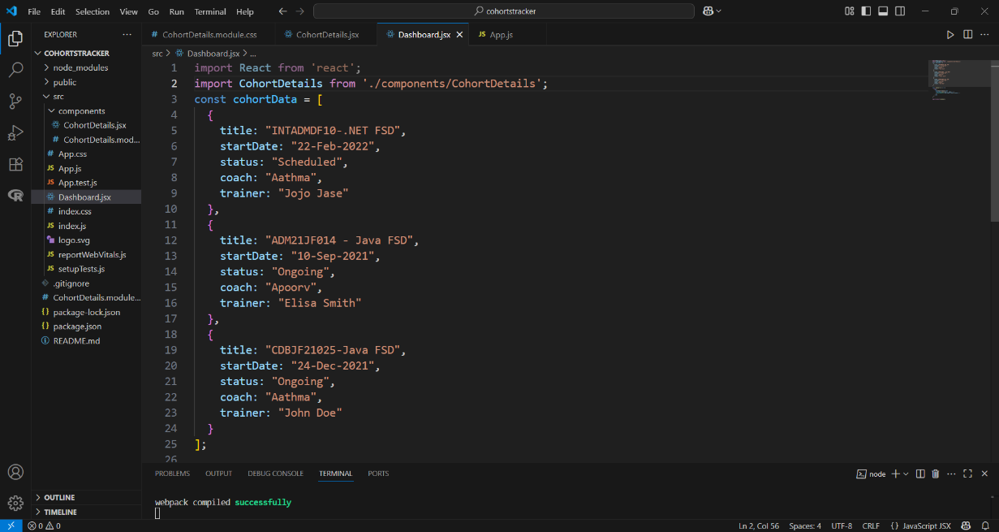 File Edit Selection View Go Run Terminal Help
cohortstracker
EXPLORER
COHORTSTRACKER
node_modules
public
src
components
CohortDetails.jsx
# CohortDetails.mod...
# App.css
JS App.js
JS App.test.js
Dashboard.jsx
# index.css
JS index.js
logo.svg
JS reportWebVitals.js
JS setupTests.js
.gitignore
# CohortDetails.module...
{} package-lock.json
{} package.json
README.md
OUTLINE
TIMELINE
# CohortDetails.module.css CohortDetails.jsx Dashboard.jsx JS App.js
src > Dashboard.jsx > ...
1 import React from 'react';
2 import CohortDetails from './components/CohortDetails';
3 const cohortData = [
4 {
5 title: "INTADMDF10-.NET FSD",
6 startDate: "22-Feb-2022",
7 status: "Scheduled",
8 coach: "Aathma",
9 trainer: "Jojo Jase"
10 },
11 {
12 title: "ADM21JF014 - Java FSD",
13 startDate: "10-Sep-2021",
14 status: "Ongoing",
15 coach: "Apoorv",
16 trainer: "Elisa Smith"
17 },
18 {
19 title: "CDBJF21025-Java FSD",
20 startDate: "24-Dec-2021",
21 status: "Ongoing",
22 coach: "Aathma",
23 trainer: "John Doe"
24 }
25 ];
26
PROBLEMS OUTPUT DEBUG CONSOLE TERMINAL PORTS
node
webpack compiled successfully
0 0
Ln 2, Col 56 Spaces: 4 UTF-8 CRLF {} JavaScript JSX